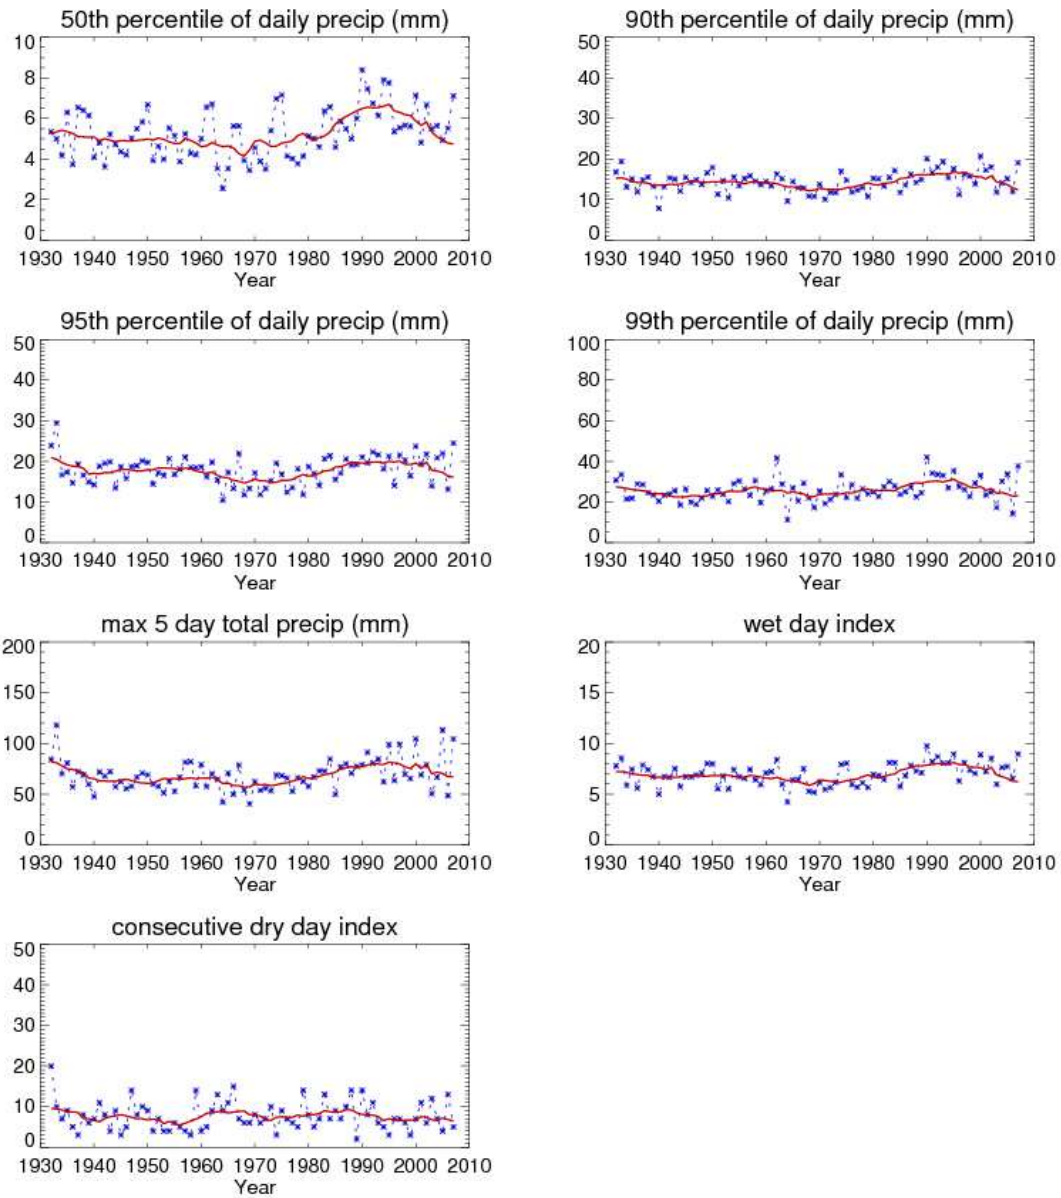 50th percentile of daily precip (mm)
10
8
6
4
2
0
1930 1940 1950 1960 1970 1980 1990 2000 2010
Year
90th percentile of daily precip (mm)
50
40
30
20
10
0
1930 1940 1950 1960 1970 1980 1990 2000 2010
Year
95th percentile of daily precip (mm)
50
40
30
20
10
0
1930 1940 1950 1960 1970 1980 1990 2000 2010
Year
99th percentile of daily precip (mm)
100
80
60
40
20
0
1930 1940 1950 1960 1970 1980 1990 2000 2010
Year
max 5 day total precip (mm)
200
150
100
50
0
1930 1940 1950 1960 1970 1980 1990 2000 2010
Year
wet day index
20
15
10
5
0
1930 1940 1950 1960 1970 1980 1990 2000 2010
Year
consecutive dry day index
50
40
30
20
10
0
1930 1940 1950 1960 1970 1980 1990 2000 2010
Year